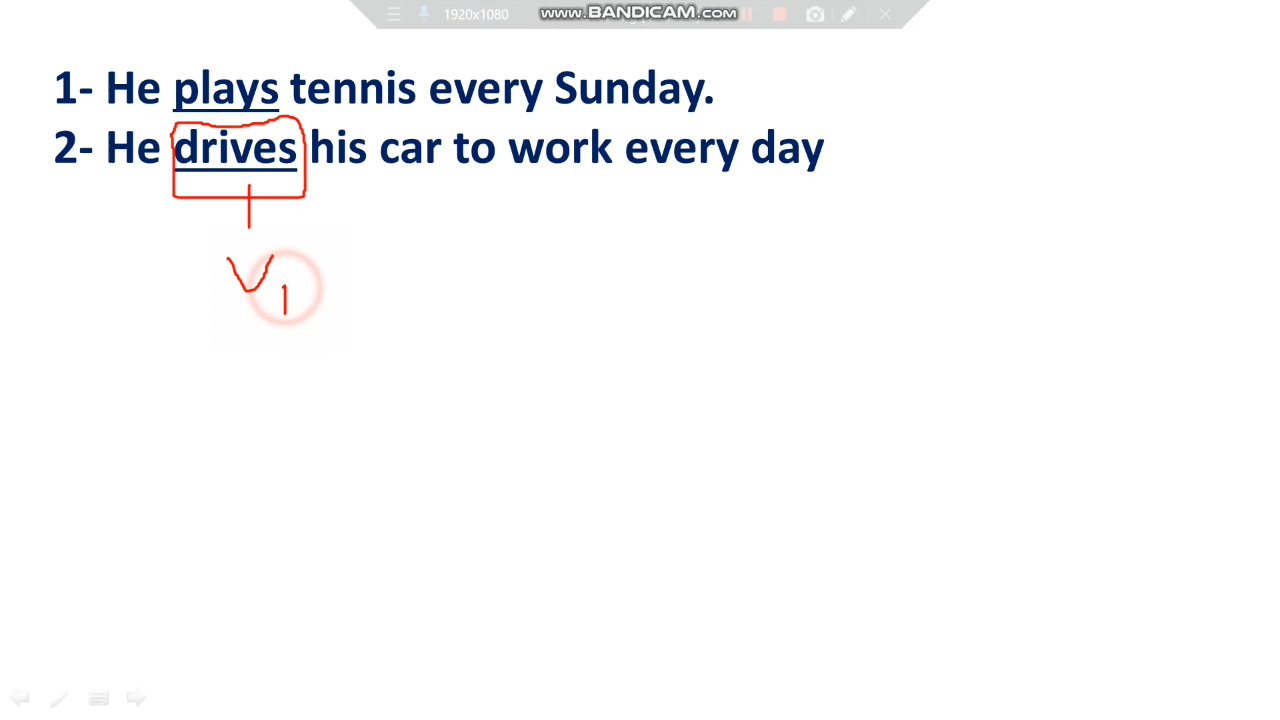 1920x1080 www.BANDICAM.com
1- He plays tennis every Sunday.
2- He drives his car to work every day
V1